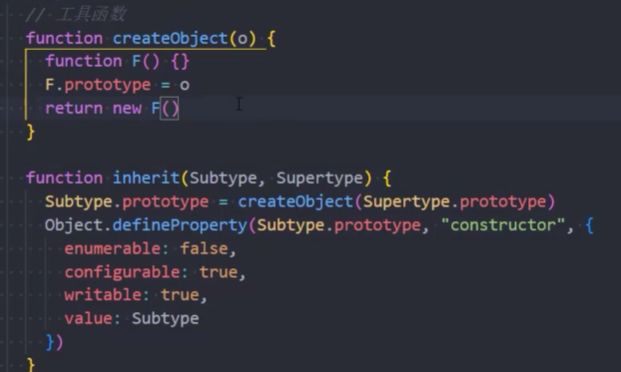 // 工具函数
function createObject(o) {
function F() {}
F.prototype = o
return new F()
}
function inherit(Subtype, Supertype) {
Subtype.prototype = createObject(Supertype.prototype)
Object.defineProperty(Subtype.prototype, "constructor", {
enumerable: false,
configurable: true,
writable: true,
value: Subtype
})
}